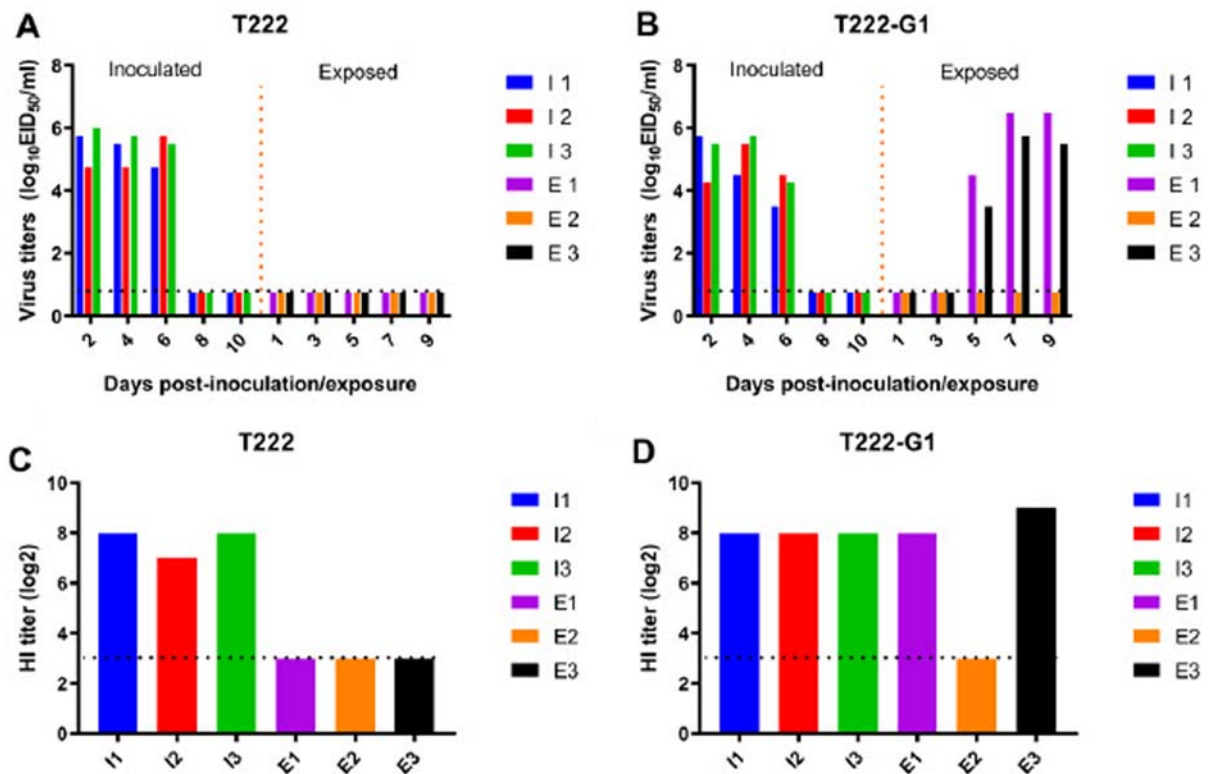 A
T222
Virus titers (log10EID50/ml)
8
6
4
2
0
Inoculated
Exposed
2
4
6
8
10
1
3
5
7
9
Days post-inoculation/exposure
I 1
I 2
I 3
E 1
E 2
E 3
B
T222-G1
Virus titers (log10EID50/ml)
8
6
4
2
0
Inoculated
Exposed
2
4
6
8
10
1
3
5
7
9
Days post-inoculation/exposure
I 1
I 2
I 3
E 1
E 2
E 3
C
T222
HI titer (log2)
10
8
6
4
2
0
I1
I2
I3
E1
E2
E3
I1
I2
I3
E1
E2
E3
D
T222-G1
HI titer (log2)
10
8
6
4
2
0
I1
I2
I3
E1
E2
E3
I1
I2
I3
E1
E2
E3